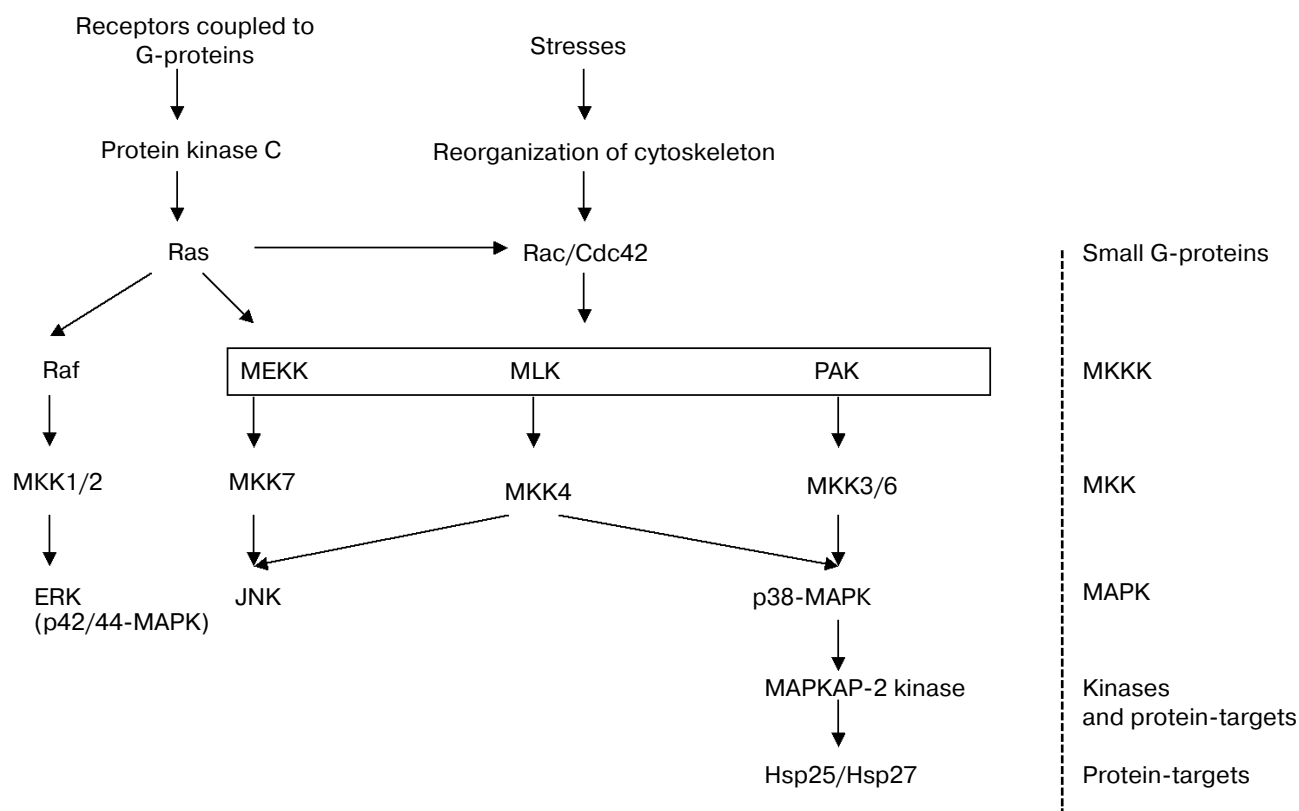 Receptors coupled to
G-proteins
Stresses
Protein kinase C
Reorganization of cytoskeleton
Ras
Rac/Cdc42
Small G-proteins
Raf
MEKK
MLK
PAK
MKKK
MKK1/2
MKK7
MKK4
MKK3/6
MKK
ERK
(p42/44-MAPK)
JNK
p38-MAPK
MAPK
MAPKAP-2 kinase
Kinases
and protein-targets
Hsp25/Hsp27
Protein-targets